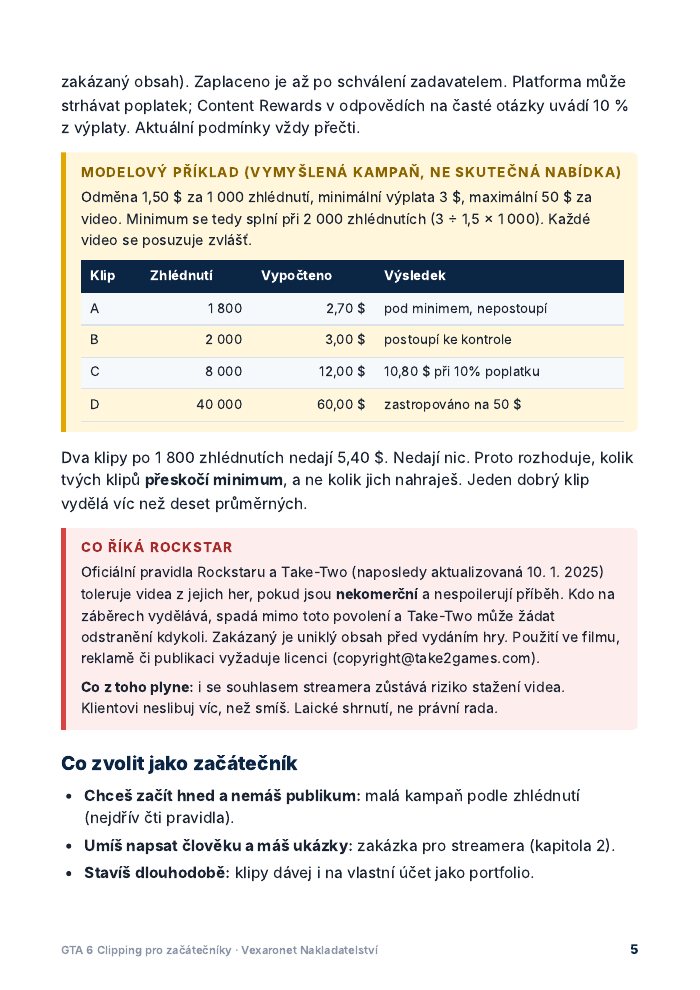 zakázaný obsah). Zaplaceno je až po schválení zadavatelem. Platforma může
strhávat poplatek; Content Rewards v odpovědích na časté otázky uvádí 10 %
z výplaty. Aktuální podmínky vždy přečti.
MODELOVÝ PŘÍKLAD (VYMYŠLENÁ KAMPAŇ, NE SKUTEČNÁ NABÍDKA)
Odměna 1,50 $ za 1 000 zhlédnutí, minimální výplata 3 $, maximální 50 $ za
video. Minimum se tedy splní při 2 000 zhlédnutích (3 ÷ 1,5 × 1 000). Každé
video se posuzuje zvlášť.
Klip Zhlédnutí Vypočteno Výsledek
A 1 800 2,70 $ pod minimem, nepostoupí
B 2 000 3,00 $ postoupí ke kontrole
C 8 000 12,00 $ 10,80 $ při 10% poplatku
D 40 000 60,00 $ zastropováno na 50 $
Dva klipy po 1 800 zhlédnutích nedají 5,40 $. Nedají nic. Proto rozhoduje, kolik
tvých klipů přeskočí minimum, a ne kolik jich nahraješ. Jeden dobrý klip
vydělá víc než deset průměrných.
CO ŘÍKÁ ROCKSTAR
Oficiální pravidla Rockstaru a Take-Two (naposledy aktualizovaná 10. 1. 2025)
toleruje videa z jejich her, pokud jsou nekomerční a nespoilerují příběh. Kdo na
záběrech vydělává, spadá mimo toto povolení a Take-Two může žádat
odstranění kdykoli. Zakázaný je uniklý obsah před vydáním hry. Použití ve filmu,
reklamě či publikaci vyžaduje licenci (copyright@take2games.com).
Co z toho plyne: i se souhlasem streamera zůstává riziko stažení videa.
Klientovi neslibuj víc, než smíš. Laické shrnutí, ne právní rada.
Co zvolit jako začátečník
• Chceš začít hned a nemáš publikum: malá kampaň podle zhlédnutí
(nejdřív čti pravidla).
• Umíš napsat člověku a máš ukázky: zakázka pro streamera (kapitola 2).
• Stavíš dlouhodobě: klipy dávej i na vlastní účet jako portfolio.
GTA 6 Clipping pro začátečníky · Vexaronet Nakladatelství 5